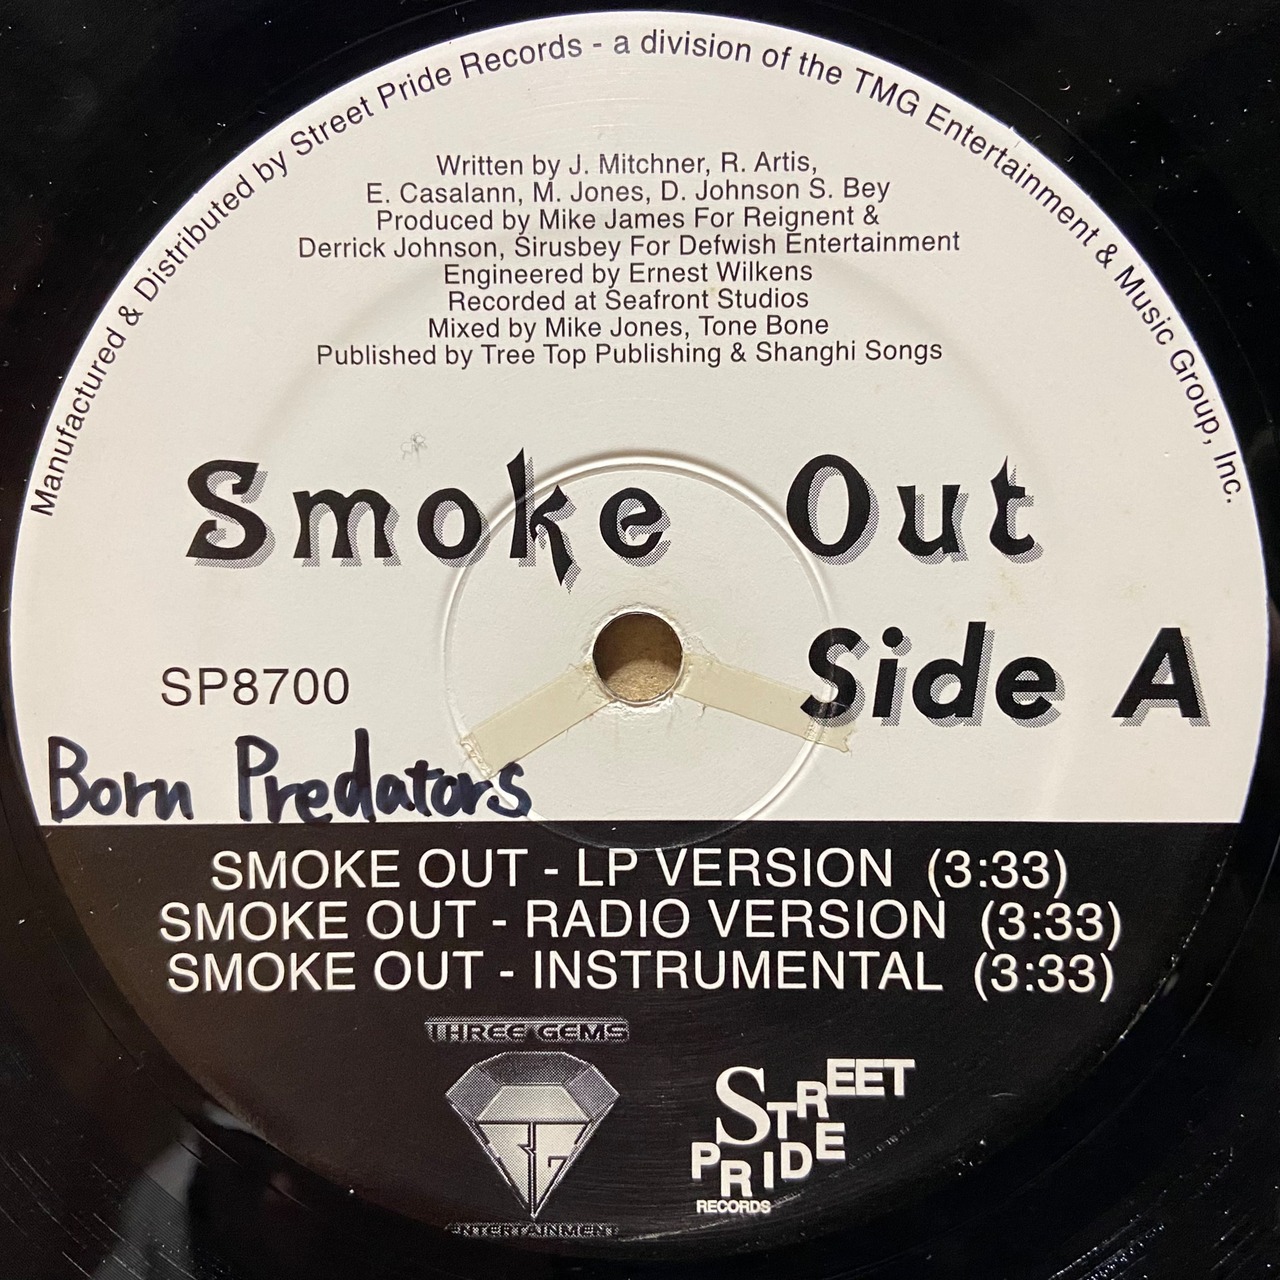 Manufactured & Distributed by Street Pride Records - a division of the TMG Entertainment & Music Group, Inc.
Written by J. Mitchner, R. Artis,
E. Casalann, M. Jones, D. Johnson S. Bey
Produced by Mike James For Reignent &
Derrick Johnson, Sirusbey For Defwish Entertainment
Engineered by Ernest Wilkens
Recorded at Seafront Studios
Mixed by Mike Jones, Tone Bone
Published by Tree Top Publishing & Shanghi Songs
Smoke Out
Side A
SP8700
Born Predators
SMOKE OUT - LP VERSION (3:33)
SMOKE OUT - RADIO VERSION (3:33)
SMOKE OUT - INSTRUMENTAL (3:33)
THREE GEMS
3G
ENTERTAINMENT
STREET
PRIDE
RECORDS